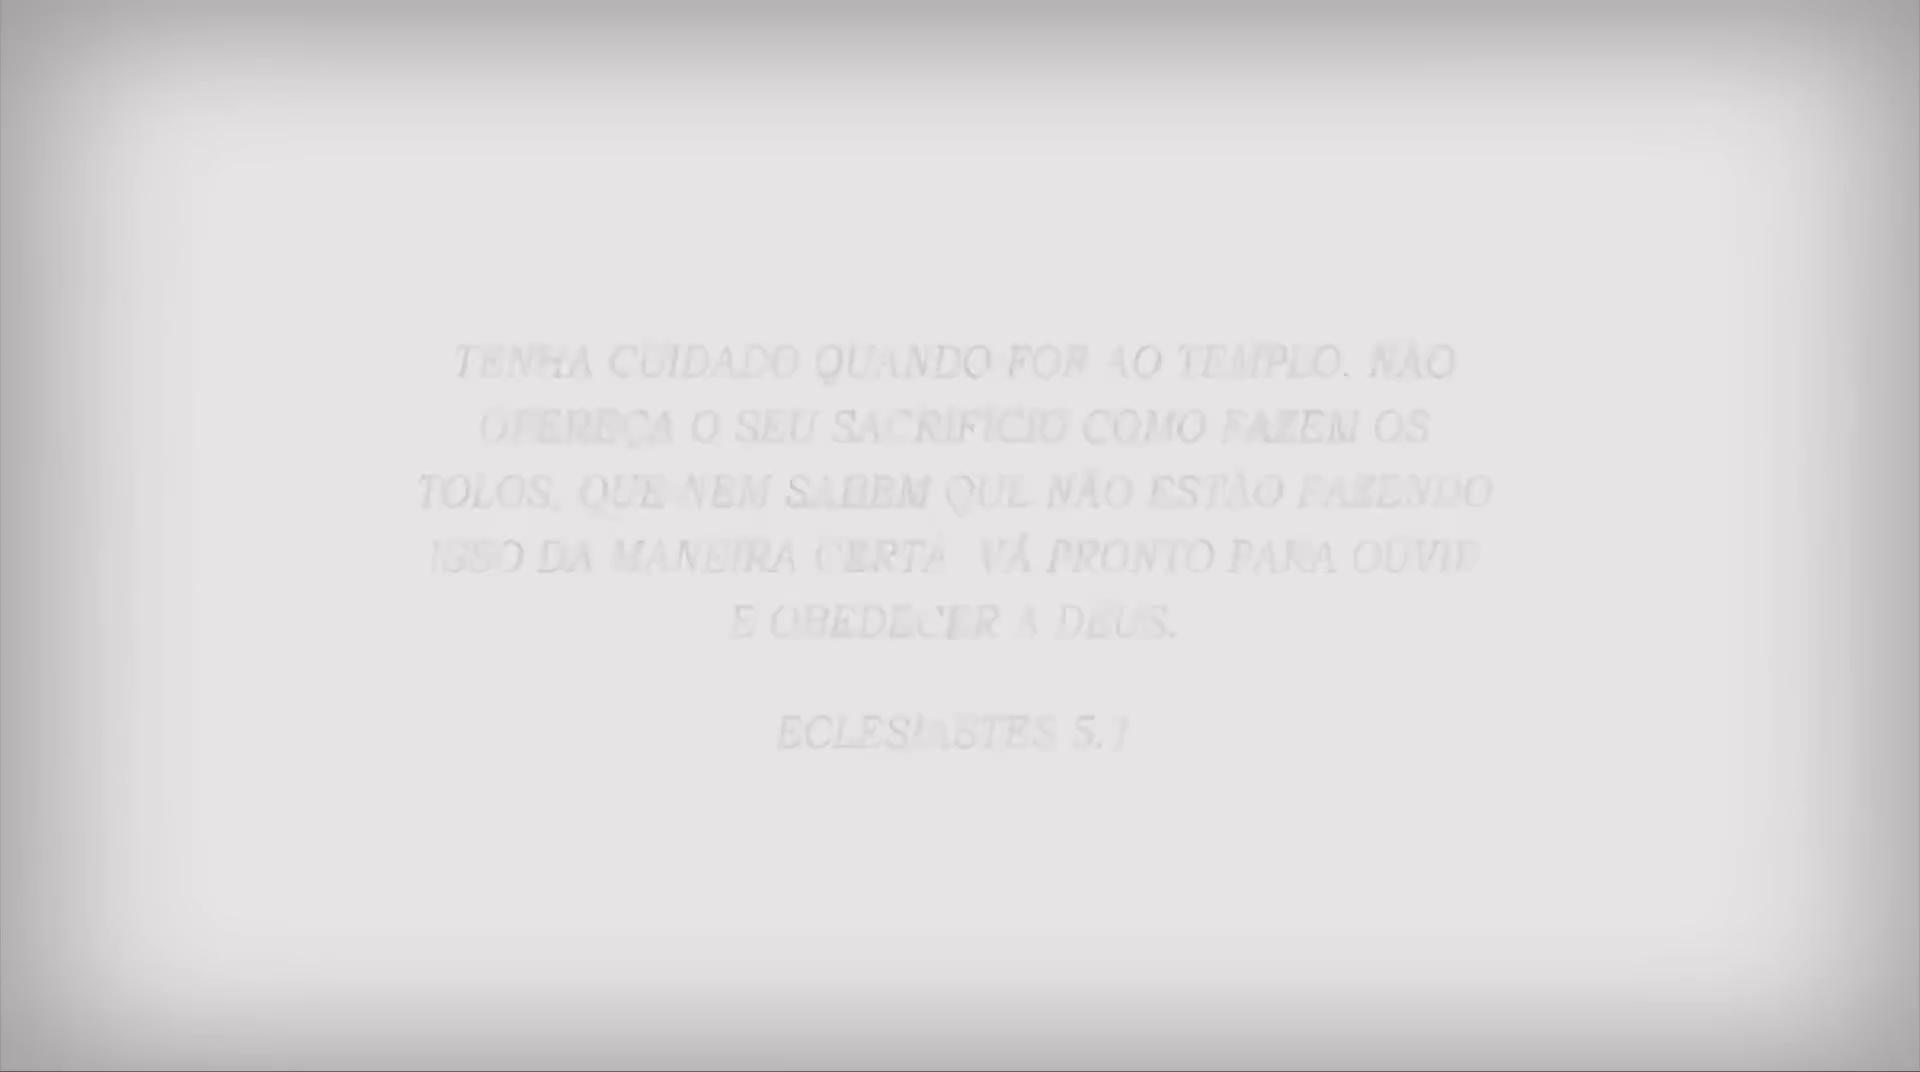 TENHA CUIDADO QUANDO FOR AO TEMPLO. NÃO
OFEREÇA O SEU SACRIFÍCIO COMO FAZEM OS
TOLOS, QUE NEM SABEM QUE NÃO ESTÃO FAZENDO
ISSO DA MANEIRA CERTA. VÁ PRONTO PARA OUVIR
E OBEDECER A DEUS.
ECLESIASTES 5.1